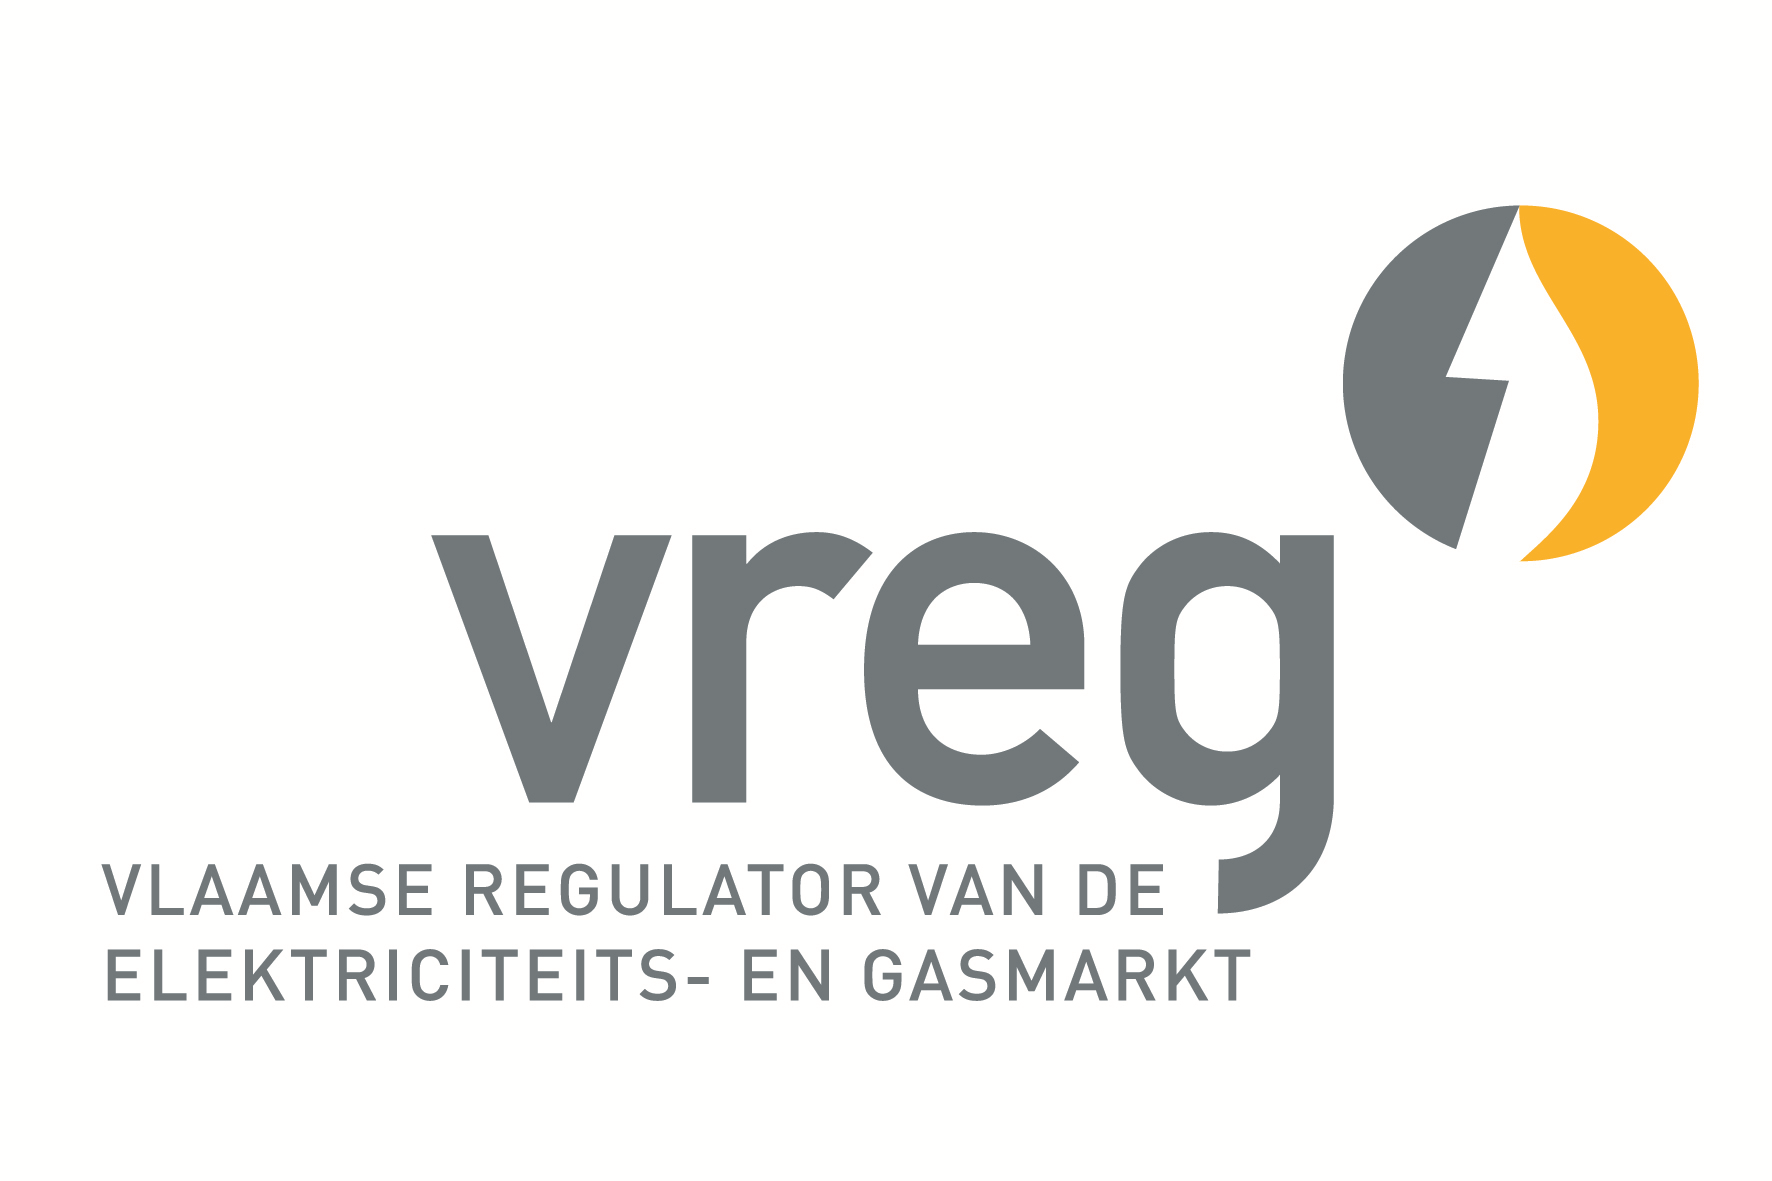 vreg
VLAAMSE REGULATOR VAN DE
ELEKTRICITEITS- EN GASMARKT